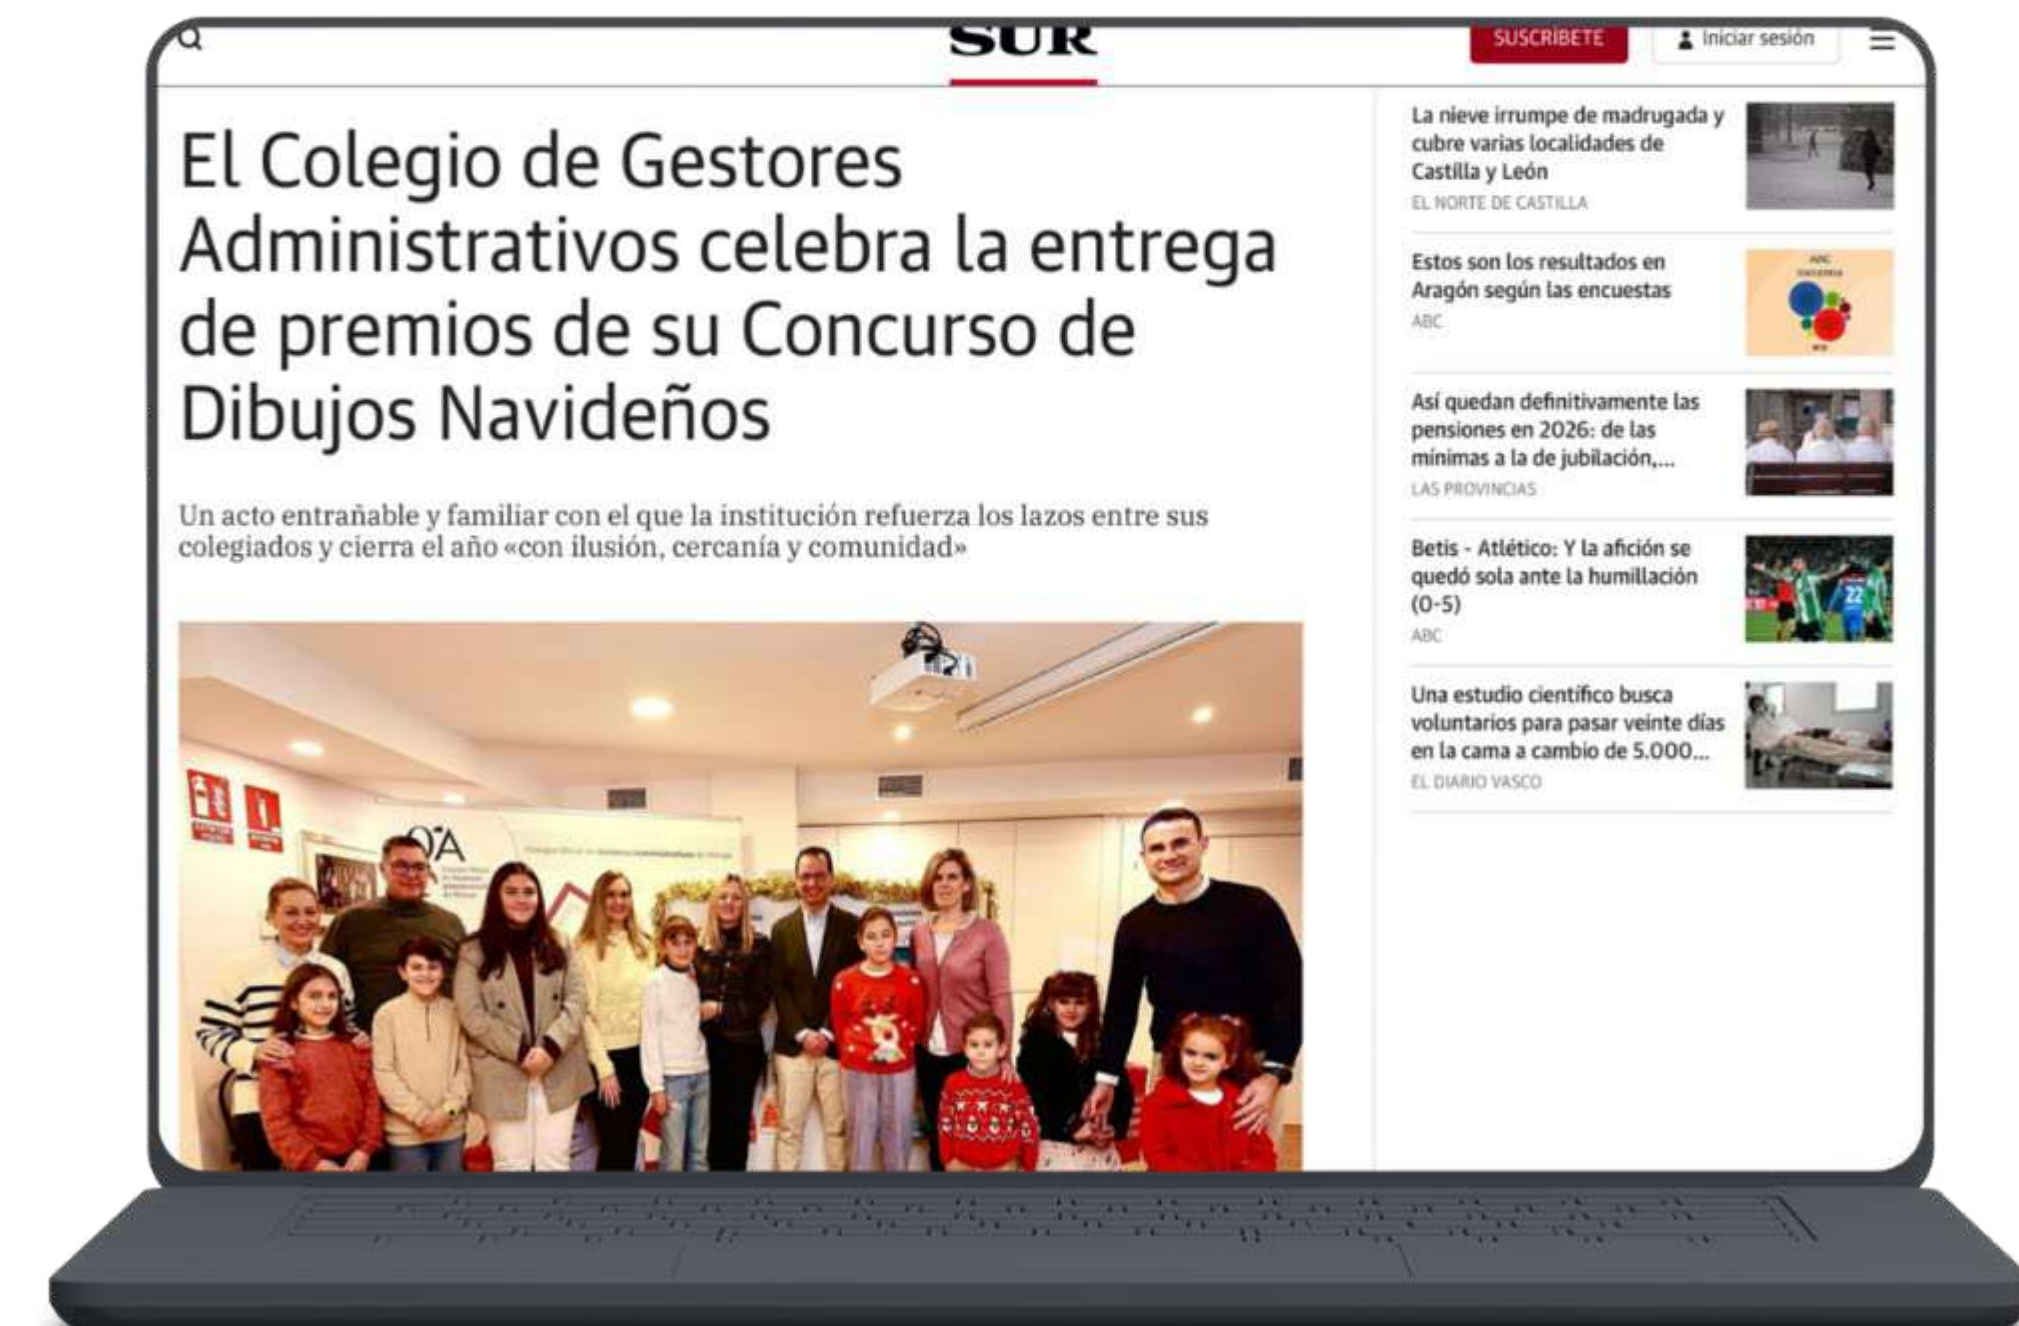 SUR
SUSCRÍBETE
Iniciar sesión
El Colegio de Gestores
Administrativos celebra la entrega
de premios de su Concurso de
Dibujos Navideños
Un acto entrañable y familiar con el que la institución refuerza los lazos entre sus
colegiados y cierra el año «con ilusión, cercanía y comunidad»
La nieve irrumpe de madrugada y
cubre varias localidades de
Castilla y León
EL NORTE DE CASTILLA
Estos son los resultados en
Aragón según las encuestas
ABC
ABC
Así quedan definitivamente las
pensiones en 2026: de las
mínimas a la de jubilación,...
LAS PROVINCIAS
Betis - Atlético: Y la afición se
quedó sola ante la humillación
(0-5)
ABC
22
Una estudio científico busca
voluntarios para pasar veinte días
en la cama a cambio de 5.000...
EL DIARIO VASCO